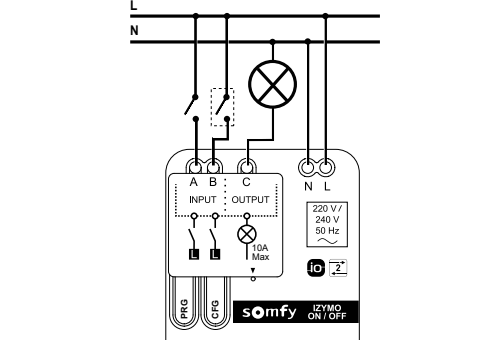 L
N
A B C
N L
INPUT OUTPUT
220 V /
240 V
50 Hz
L L
10A
Max
io
2
PRG
CFG
somfy
IZYMO
ON / OFF